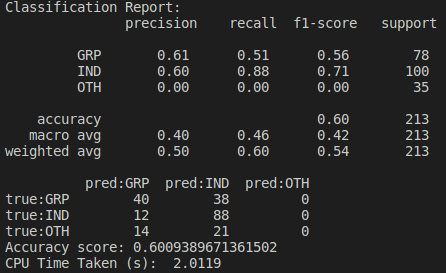 Classification Report:
              precision    recall  f1-score   support

         GRP       0.61      0.51      0.56        78
         IND       0.60      0.88      0.71       100
         OTH       0.00      0.00      0.00        35

    accuracy                           0.60       213
   macro avg       0.40      0.46      0.42       213
weighted avg       0.50      0.60      0.54       213

          pred:GRP  pred:IND  pred:OTH
true:GRP        40        38         0
true:IND        12        88         0
true:OTH        14        21         0
Accuracy score: 0.6009389671361502
CPU Time Taken (s):  2.0119